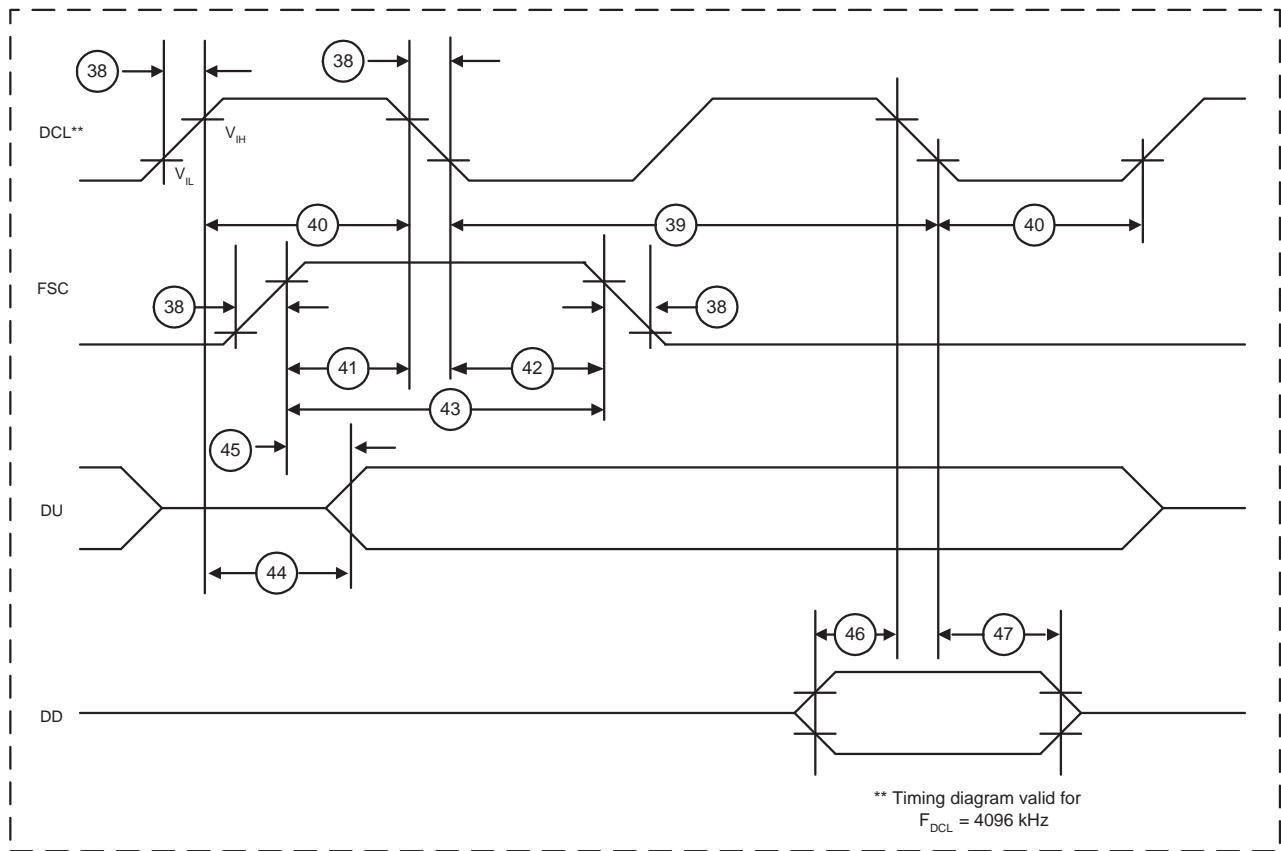 38
38
DCL**
V_IH
V_IL
40
39
40
FSC
38
38
41
42
43
45
DU
44
46
47
DD
** Timing diagram valid for
F_DCL = 4096 kHz